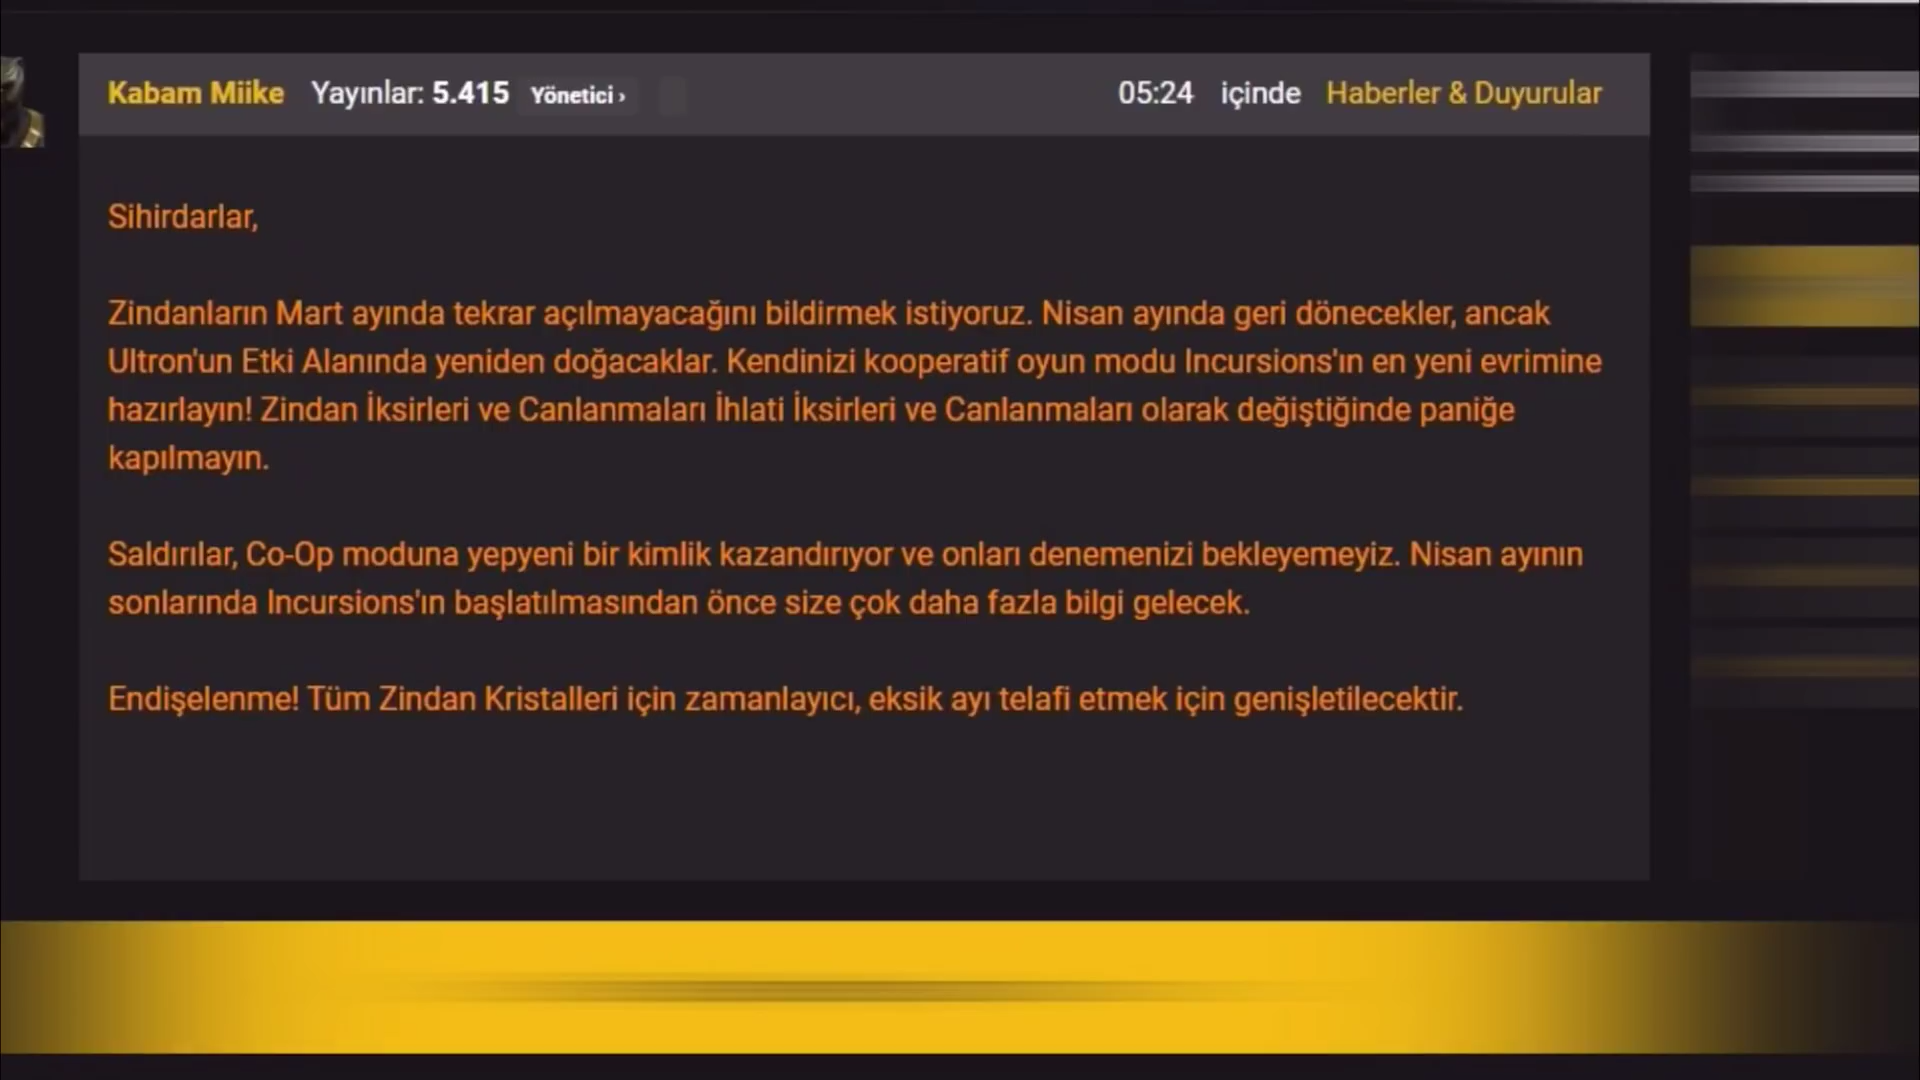 Kabam Miike Yayınlar: 5.415 Yönetici › 05:24 içinde Haberler & Duyurular
Sihirdarlar,
Zindanların Mart ayında tekrar açılmayacağını bildirmek istiyoruz. Nisan ayında geri dönecekler, ancak
Ultron'un Etki Alanında yeniden doğacaklar. Kendinizi kooperatif oyun modu Incursions'ın en yeni evrimine
hazırlayın! Zindan İksirleri ve Canlanmaları İhlati İksirleri ve Canlanmaları olarak değiştiğinde paniğe
kapılmayın.
Saldırılar, Co-Op moduna yepyeni bir kimlik kazandırıyor ve onları denemenizi bekleyemeyiz. Nisan ayının
sonlarında Incursions'ın başlatılmasından önce size çok daha fazla bilgi gelecek.
Endişelenme! Tüm Zindan Kristalleri için zamanlayıcı, eksik ayı telafi etmek için genişletilecektir.